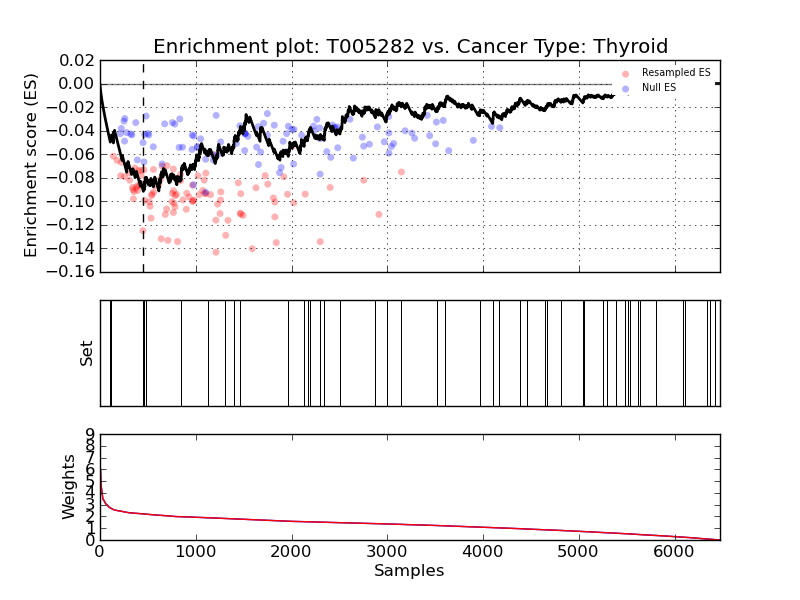 Enrichment plot: T005282 vs. Cancer Type: Thyroid
Enrichment score (ES)
0.02
0.00
−0.02
−0.04
−0.06
−0.08
−0.10
−0.12
−0.14
−0.16
Resampled ES
Null ES
Set
Weights
9
8
7
6
5
4
3
2
1
0
0 1000 2000 3000 4000 5000 6000
Samples